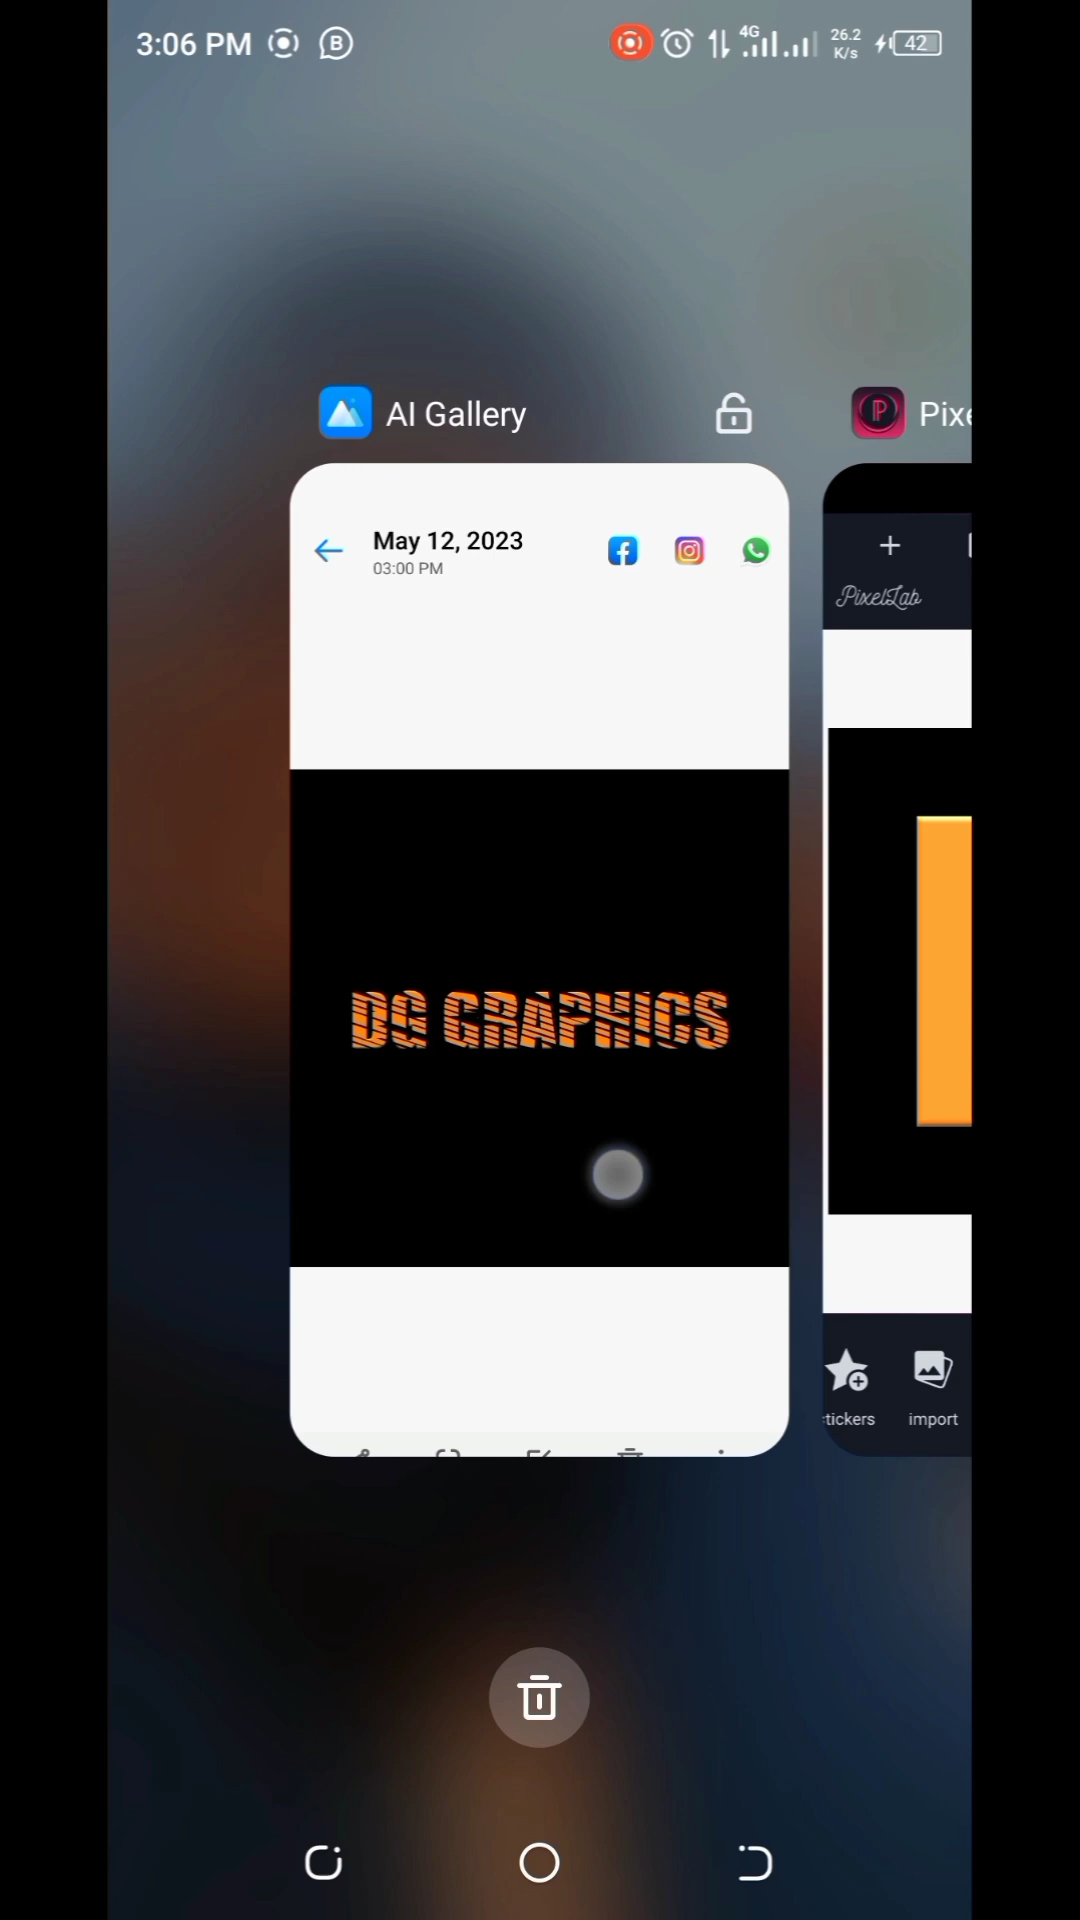 3:06 PM
B
4G
26.2
K/s
42
AI Gallery
May 12, 2023
03:00 PM
DG GRAPHICS
Pixe
PixelLab
tickers
import